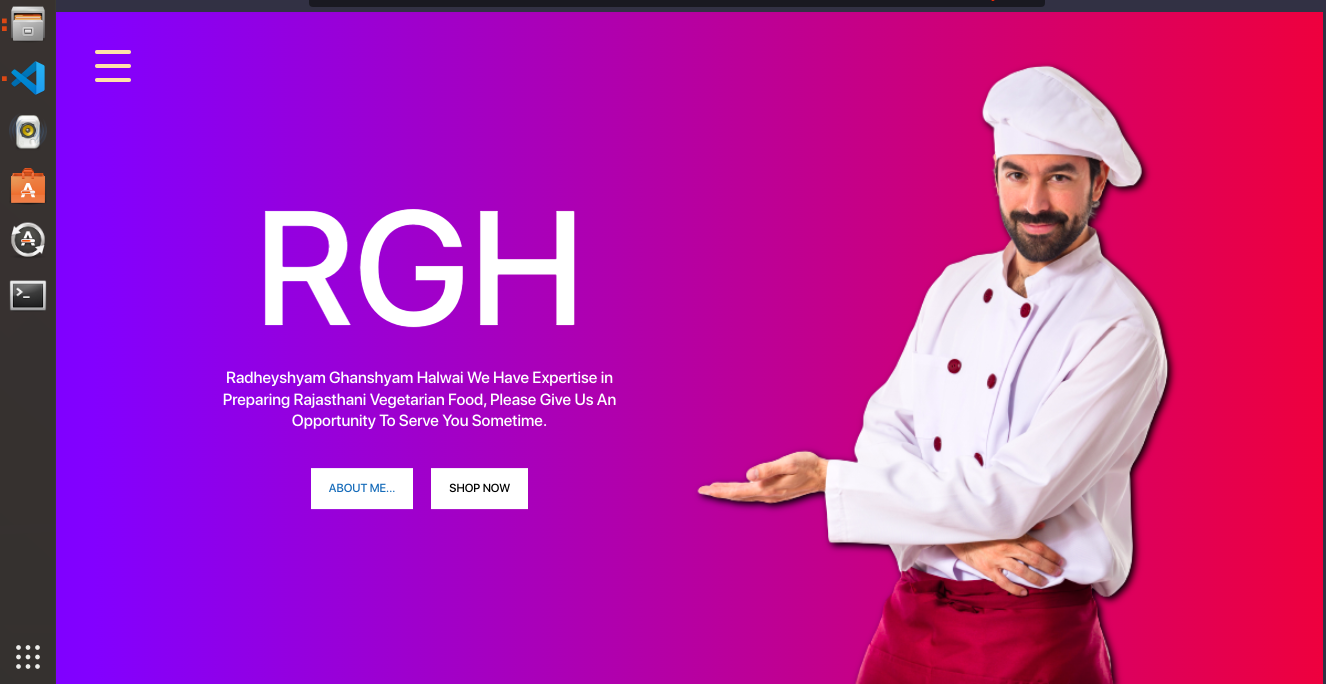 RGH
Radheyshyam Ghanshyam Halwai We Have Expertise in
Preparing Rajasthani Vegetarian Food, Please Give Us An
Opportunity To Serve You Sometime.
ABOUT ME...
SHOP NOW